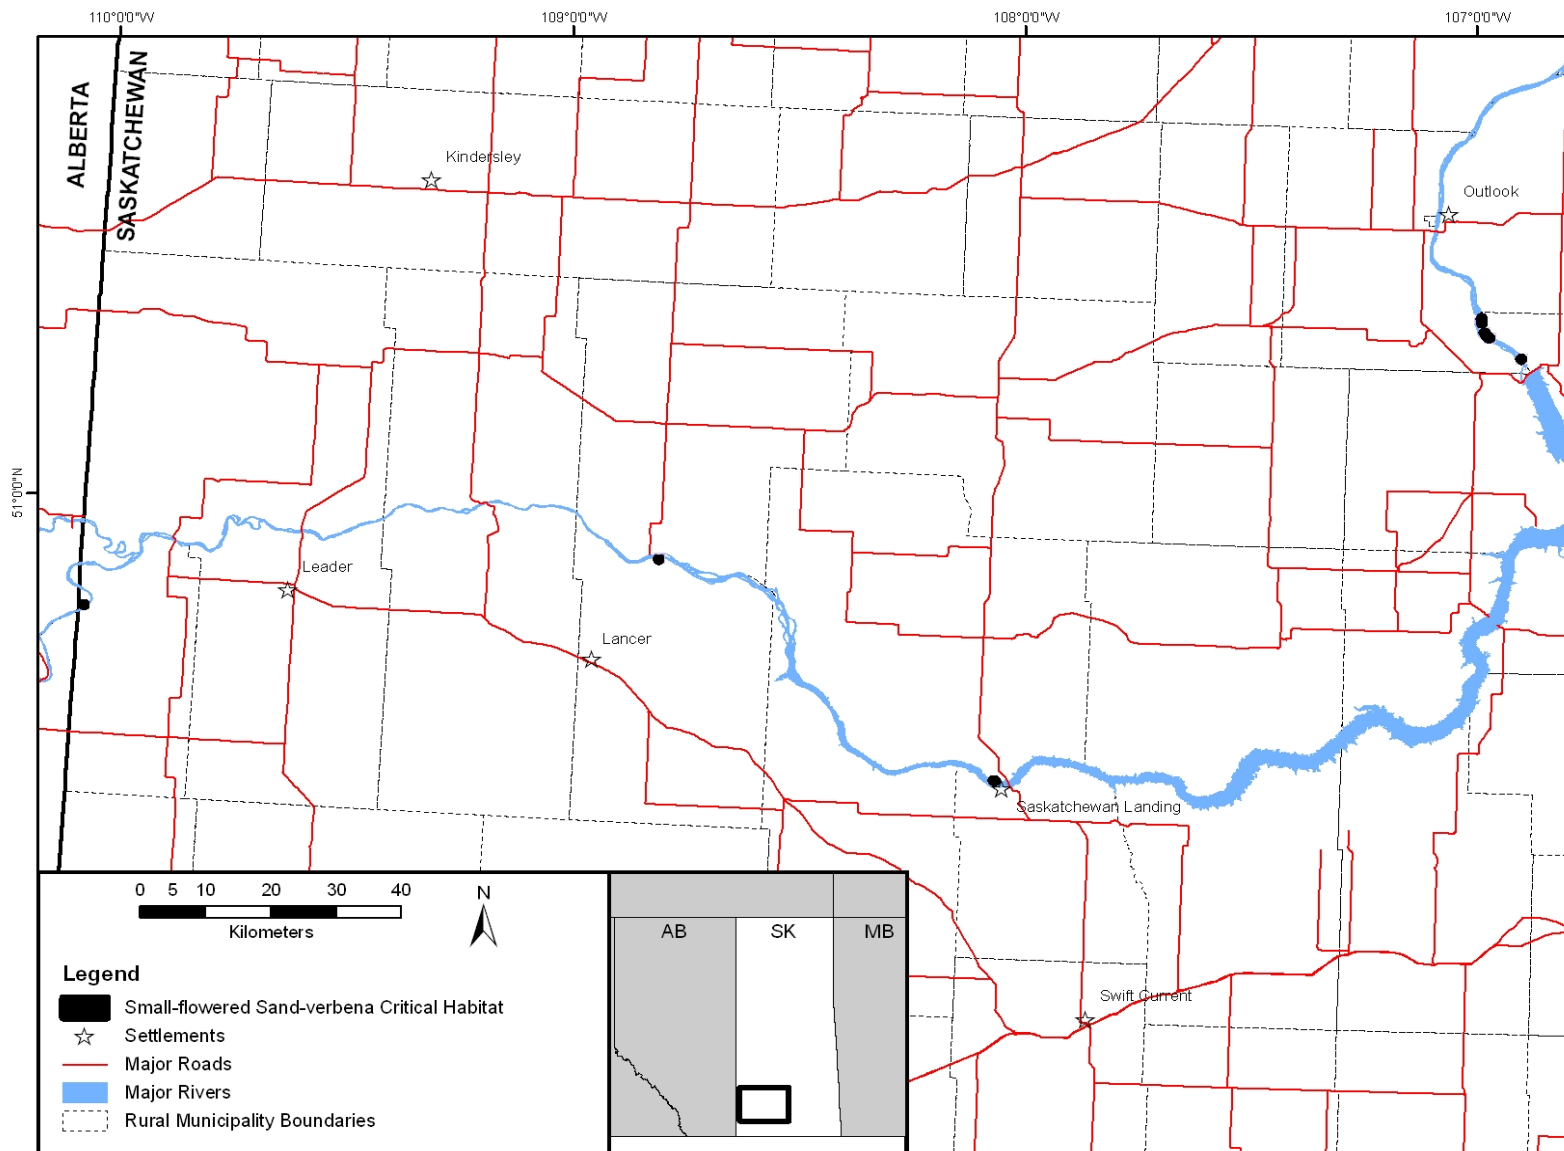 110°0'0"W
109°0'0"W
108°0'0"W
107°0'0"W
ALBERTA
SASKATCHEWAN
Kindersley
Outlook
51°0'0"N
Leader
Lancer
Saskatchewan Landing
Swift Current
0 5 10 20 30 40
Kilometers
N
AB SK MB
Legend
Small-flowered Sand-verbena Critical Habitat
Settlements
Major Roads
Major Rivers
Rural Municipality Boundaries